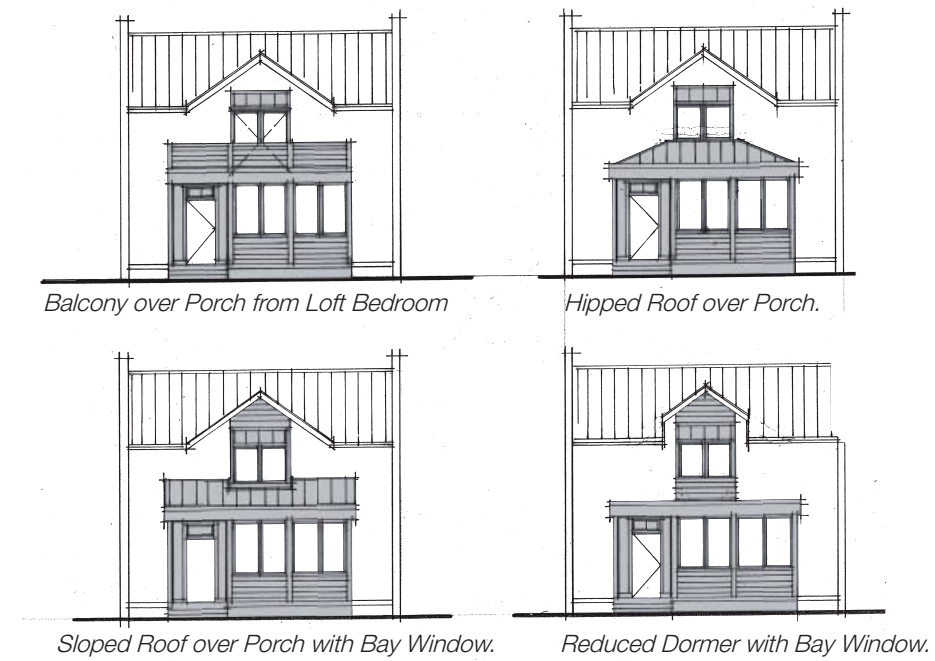 Balcony over Porch from Loft Bedroom
Hipped Roof over Porch.
Sloped Roof over Porch with Bay Window.
Reduced Dormer with Bay Window.